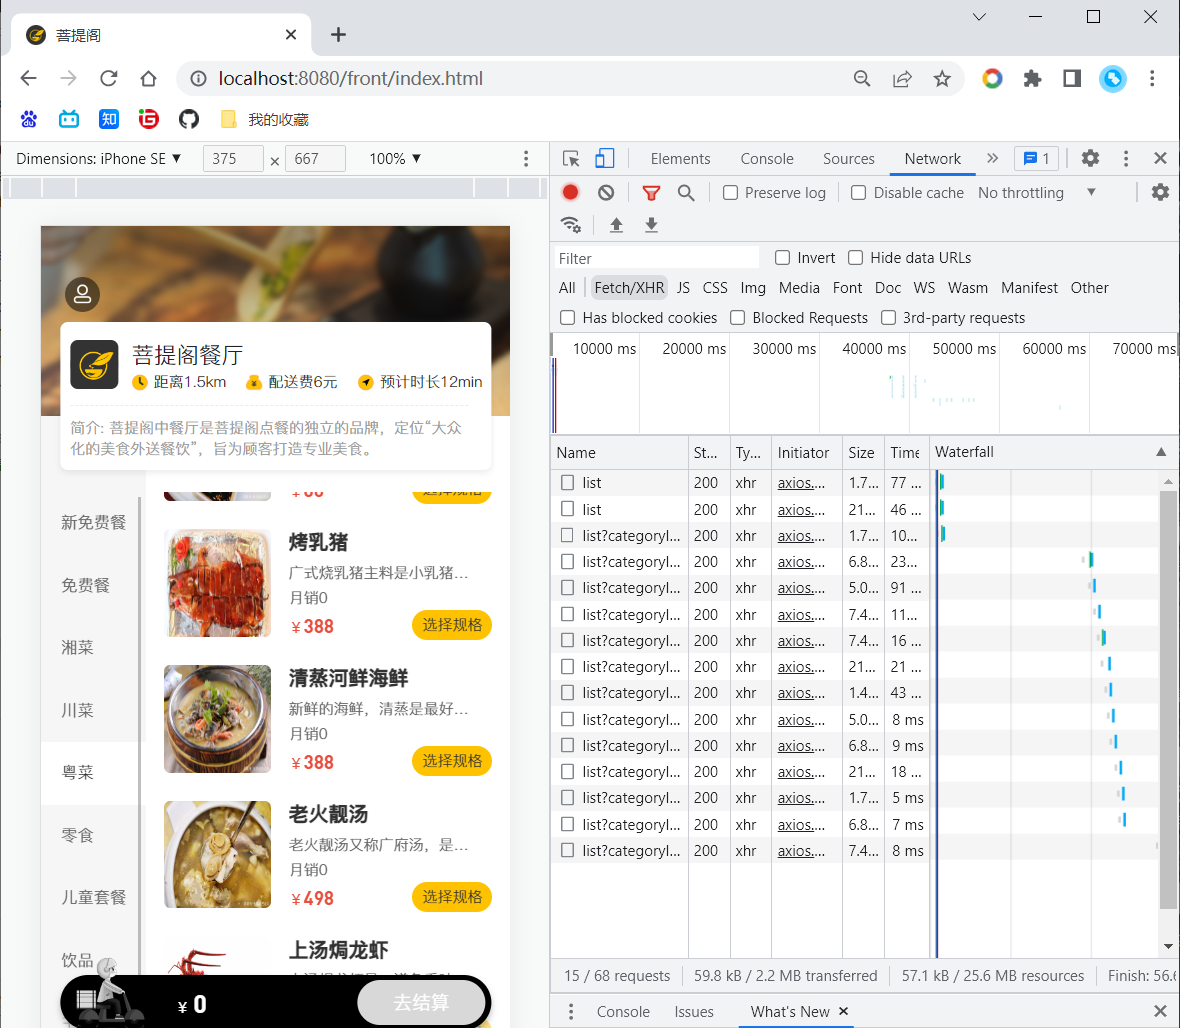 菩提阁
localhost:8080/front/index.html
知
我的收藏
Dimensions: iPhone SE ▼ 375 × 667 100% ▼
Elements Console Sources Network » 1
Preserve log Disable cache No throttling ▼
Filter Invert Hide data URLs
All Fetch/XHR JS CSS Img Media Font Doc WS Wasm Manifest Other
Has blocked cookies Blocked Requests 3rd-party requests
10000 ms 20000 ms 30000 ms 40000 ms 50000 ms 60000 ms 70000 ms
Name St... Ty... Initiator Size Time Waterfall
list 200 xhr axios.... 1.7... 77 ...
list 200 xhr axios.... 21... 46 ...
list?categoryI... 200 xhr axios.... 1.7... 10...
list?categoryI... 200 xhr axios.... 6.8... 23...
list?categoryI... 200 xhr axios.... 5.0... 91 ...
list?categoryI... 200 xhr axios.... 7.4... 11...
list?categoryI... 200 xhr axios.... 7.4... 16 ...
list?categoryI... 200 xhr axios.... 21... 21 ...
list?categoryI... 200 xhr axios.... 1.4... 43 ...
list?categoryI... 200 xhr axios.... 5.0... 8 ms
list?categoryI... 200 xhr axios.... 6.8... 9 ms
list?categoryI... 200 xhr axios.... 21... 18 ...
list?categoryI... 200 xhr axios.... 1.7... 5 ms
list?categoryI... 200 xhr axios.... 6.8... 7 ms
list?categoryI... 200 xhr axios.... 7.4... 8 ms
15 / 68 requests 59.8 kB / 2.2 MB transferred 57.1 kB / 25.6 MB resources Finish: 56.6
Console Issues What's New
菩提阁餐厅
距离1.5km 配送费6元 预计时长12min
简介: 菩提阁中餐厅是菩提阁点餐的独立的品牌，定位“大众
化的美食外送餐饮”，旨为顾客打造专业美食。
新免费餐
免费餐
湘菜
川菜
粤菜
零食
儿童套餐
饮品
选择规格
烤乳猪
广式烧乳猪主料是小乳猪...
月销0
￥388 选择规格
清蒸河鲜海鲜
新鲜的海鲜，清蒸是最好...
月销0
￥388 选择规格
老火靓汤
老火靓汤又称广府汤，是...
月销0
￥498 选择规格
上汤焗龙虾
￥ 0 去结算